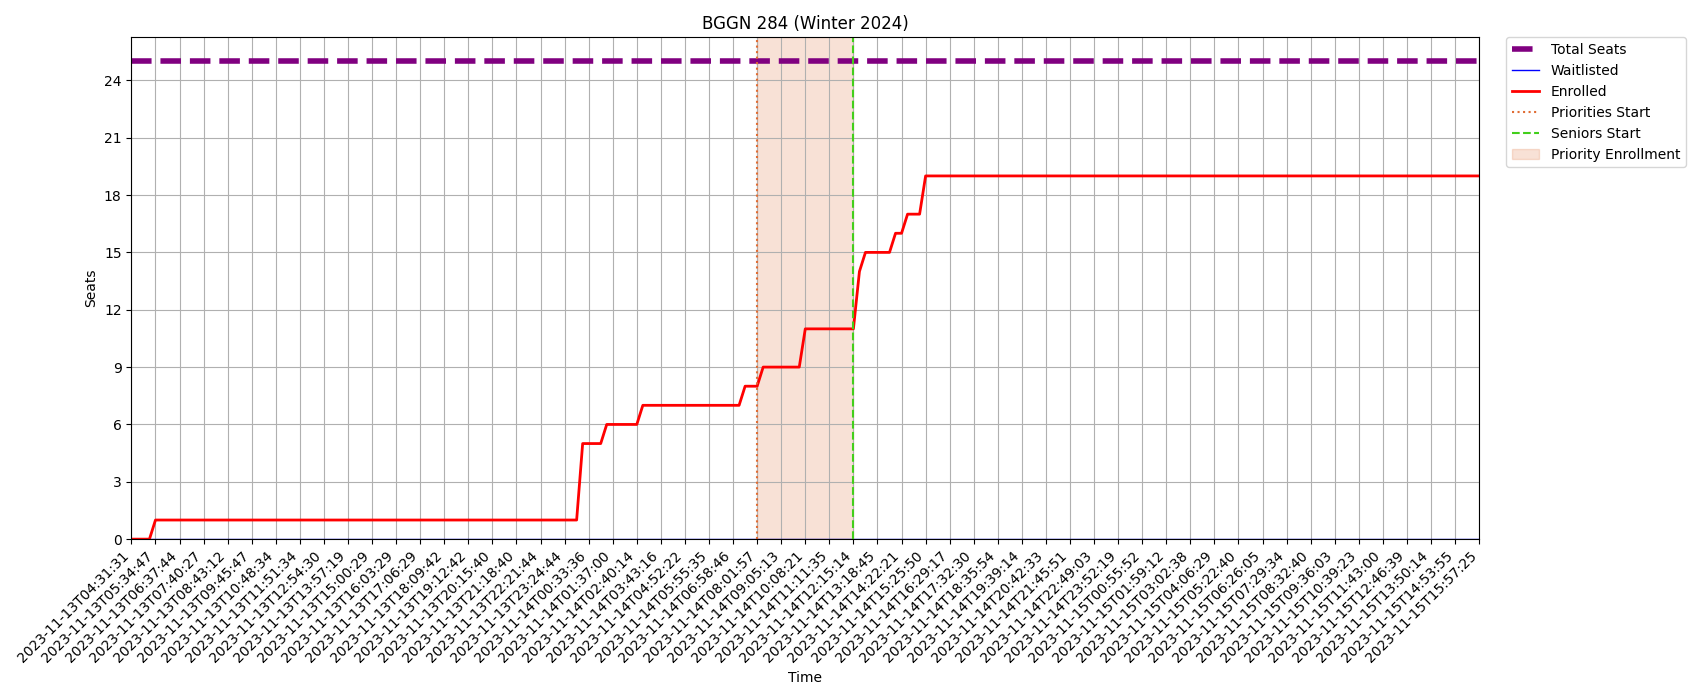 BGGN 284 (Winter 2024)
Total Seats
Waitlisted
Enrolled
Priorities Start
Seniors Start
Priority Enrollment
Seats
24
21
18
15
12
9
6
3
0
2023-11-13T04:31:31
2023-11-13T05:34:47
2023-11-13T06:37:44
2023-11-13T07:40:27
2023-11-13T08:43:12
2023-11-13T09:45:47
2023-11-13T10:48:34
2023-11-13T11:51:34
2023-11-13T12:54:30
2023-11-13T13:57:19
2023-11-13T15:00:29
2023-11-13T16:03:29
2023-11-13T17:06:29
2023-11-13T18:09:42
2023-11-13T19:12:42
2023-11-13T20:15:40
2023-11-13T21:18:40
2023-11-13T22:21:44
2023-11-13T23:24:44
2023-11-14T00:33:36
2023-11-14T01:37:00
2023-11-14T02:40:14
2023-11-14T03:43:16
2023-11-14T04:52:22
2023-11-14T05:55:35
2023-11-14T06:58:46
2023-11-14T08:01:57
2023-11-14T09:05:13
2023-11-14T10:08:21
2023-11-14T11:11:35
2023-11-14T12:15:14
2023-11-14T13:18:45
2023-11-14T14:22:21
2023-11-14T15:25:50
2023-11-14T16:29:17
2023-11-14T17:32:30
2023-11-14T18:35:54
2023-11-14T19:39:14
2023-11-14T20:42:33
2023-11-14T21:45:51
2023-11-14T22:49:03
2023-11-14T23:52:19
2023-11-15T00:55:52
2023-11-15T01:59:12
2023-11-15T03:02:38
2023-11-15T04:06:29
2023-11-15T05:22:40
2023-11-15T06:26:05
2023-11-15T07:29:34
2023-11-15T08:32:40
2023-11-15T09:36:03
2023-11-15T10:39:23
2023-11-15T11:43:00
2023-11-15T12:46:39
2023-11-15T13:50:14
2023-11-15T14:53:55
2023-11-15T15:57:25
Time